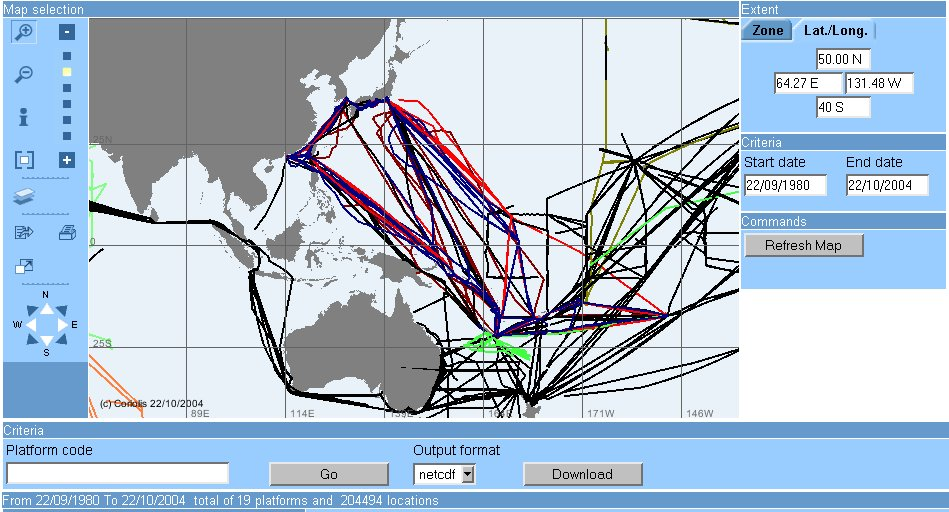 Map selection
Extent
Zone
Lat./Long.
50.00 N
64.27 E
131.48 W
40 S
Criteria
Start date
End date
22/09/1980
22/10/2004
Commands
Refresh Map
25N
0
25S
N
W
E
S
(c) Coriolis 22/10/2004
89E
114E
171W
146W
Criteria
Platform code
Output format
Go
netcdf
Download
From 22/09/1980 To 22/10/2004 total of 19 platforms and 204494 locations